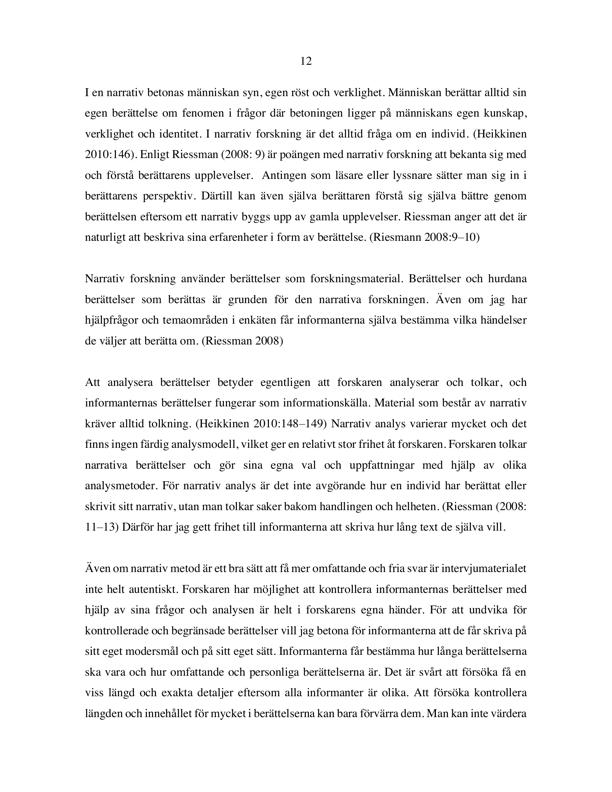 12
I en narrativ betonas människan syn, egen röst och verklighet. Människan berättar alltid sin
egen berättelse om fenomen i frågor där betoningen ligger på människans egen kunskap,
verklighet och identitet. I narrativ forskning är det alltid fråga om en individ. (Heikkinen
2010:146). Enligt Riessman (2008: 9) är poängen med narrativ forskning att bekanta sig med
och förstå berättarens upplevelser. Antingen som läsare eller lyssnare sätter man sig in i
berättarens perspektiv. Därtill kan även själva berättaren förstå sig själva bättre genom
berättelsen eftersom ett narrativ byggs upp av gamla upplevelser. Riessman anger att det är
naturligt att beskriva sina erfarenheter i form av berättelse. (Riesmann 2008:9–10)
Narrativ forskning använder berättelser som forskningsmaterial. Berättelser och hurdana
berättelser som berättas är grunden för den narrativa forskningen. Även om jag har
hjälpfrågor och temaområden i enkäten får informanterna själva bestämma vilka händelser
de väljer att berätta om. (Riessman 2008)
Att analysera berättelser betyder egentligen att forskaren analyserar och tolkar, och
informanternas berättelser fungerar som informationskälla. Material som består av narrativ
kräver alltid tolkning. (Heikkinen 2010:148–149) Narrativ analys varierar mycket och det
finns ingen färdig analysmodell, vilket ger en relativt stor frihet åt forskaren. Forskaren tolkar
narrativa berättelser och gör sina egna val och uppfattningar med hjälp av olika
analysmetoder. För narrativ analys är det inte avgörande hur en individ har berättat eller
skrivit sitt narrativ, utan man tolkar saker bakom handlingen och helheten. (Riessman (2008:
11–13) Därför har jag gett frihet till informanterna att skriva hur lång text de själva vill.
Även om narrativ metod är ett bra sätt att få mer omfattande och fria svar är intervjumaterialet
inte helt autentiskt. Forskaren har möjlighet att kontrollera informanternas berättelser med
hjälp av sina frågor och analysen är helt i forskarens egna händer. För att undvika för
kontrollerade och begränsade berättelser vill jag betona för informanterna att de får skriva på
sitt eget modersmål och på sitt eget sätt. Informanterna får bestämma hur långa berättelserna
ska vara och hur omfattande och personliga berättelserna är. Det är svårt att försöka få en
viss längd och exakta detaljer eftersom alla informanter är olika. Att försöka kontrollera
längden och innehållet för mycket i berättelserna kan bara förvärra dem. Man kan inte värdera